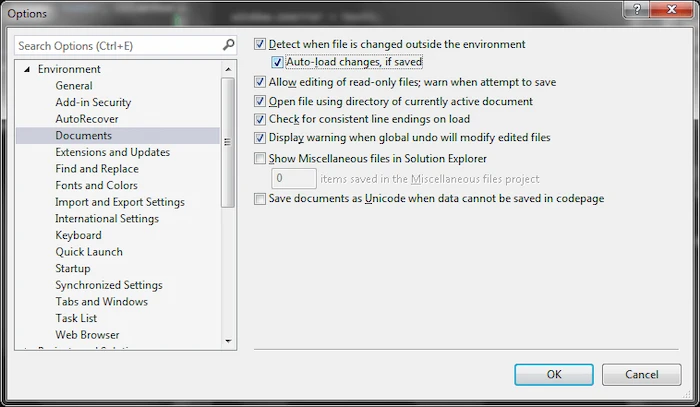 Options
Search Options (Ctrl+E)
Environment
General
Add-in Security
AutoRecover
Documents
Extensions and Updates
Find and Replace
Fonts and Colors
Import and Export Settings
International Settings
Keyboard
Quick Launch
Startup
Synchronized Settings
Tabs and Windows
Task List
Web Browser
Detect when file is changed outside the environment
Auto-load changes, if saved
Allow editing of read-only files; warn when attempt to save
Open file using directory of currently active document
Check for consistent line endings on load
Display warning when global undo will modify edited files
Show Miscellaneous files in Solution Explorer
0 items saved in the Miscellaneous files project
Save documents as Unicode when data cannot be saved in codepage
OK Cancel